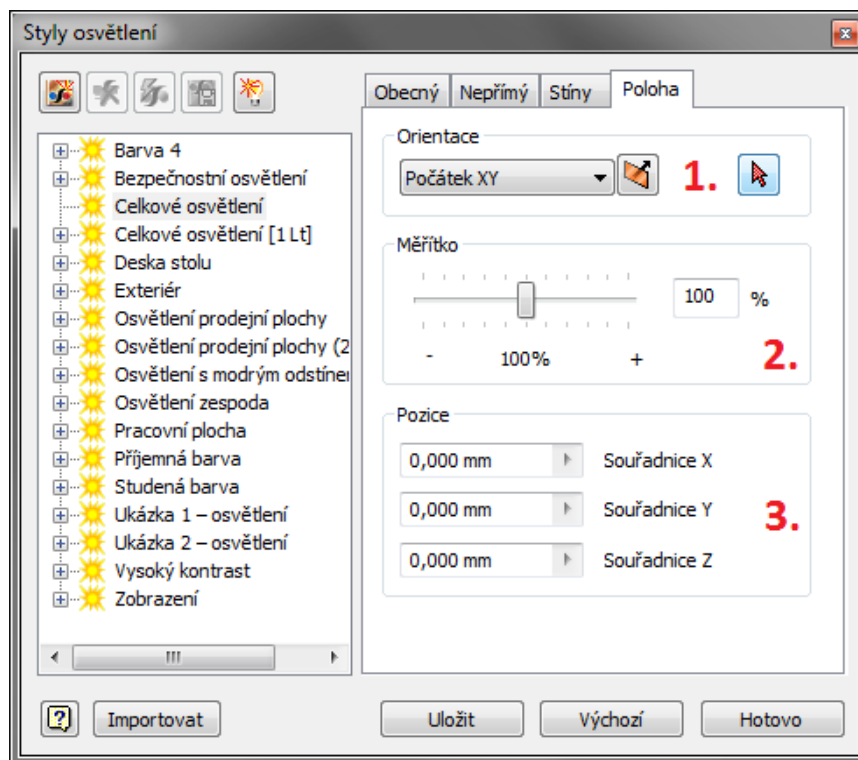 Styly osvětlení
Obecný Nepřímý Stíny Poloha
Barva 4
Bezpečnostní osvětlení
Celkové osvětlení
Celkové osvětlení [1 Lt]
Deska stolu
Exteriér
Osvětlení prodejní plochy
Osvětlení prodejní plochy (2
Osvětlení s modrým odstíne
Osvětlení zespoda
Pracovní plocha
Příjemná barva
Studená barva
Ukázka 1 – osvětlení
Ukázka 2 – osvětlení
Vysoký kontrast
Zobrazení
Orientace
Počátek XY 1.
Měřítko
100 %
- 100% +
2.
Pozice
0,000 mm Souřadnice X
0,000 mm Souřadnice Y
3.
0,000 mm Souřadnice Z
Importovat Uložit Výchozí Hotovo